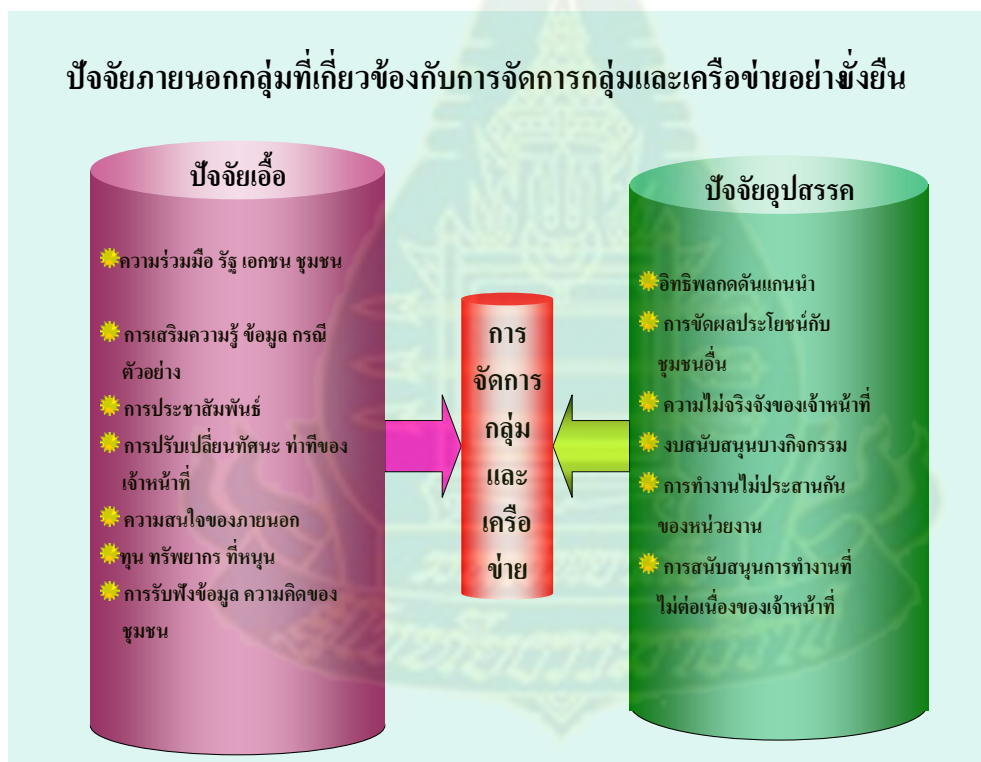 ปัจจัยภายนอกกลุ่มที่เกี่ยวข้องกับการจัดการกลุ่มและเครือข่ายอย่างยั่งยืน
ปัจจัยเอื้อ
ความร่วมมือ รัฐ เอกชน ชุมชน
การเสริมความรู้ ข้อมูล กรณี
ตัวอย่าง
การประชาสัมพันธ์
การปรับเปลี่ยนทัศนะ ท่าทีของ
เจ้าหน้าที่
ความสนใจของภายนอก
ทุน ทรัพยากร ที่หนุน
การรับฟังข้อมูล ความคิดของ
ชุมชน
การ
จัดการ
กลุ่ม
และ
เครือ
ข่าย
ปัจจัยอุปสรรค
อิทธิพลกดดันแกนนำ
การขัดผลประโยชน์กับ
ชุมชนอื่น
ความไม่จริงจังของเจ้าหน้าที่
งบสนับสนุนบางกิจกรรม
การทำงานไม่ประสานกัน
ของหน่วยงาน
การสนับสนุนการทำงานที่
ไม่ต่อเนื่องของเจ้าหน้าที่